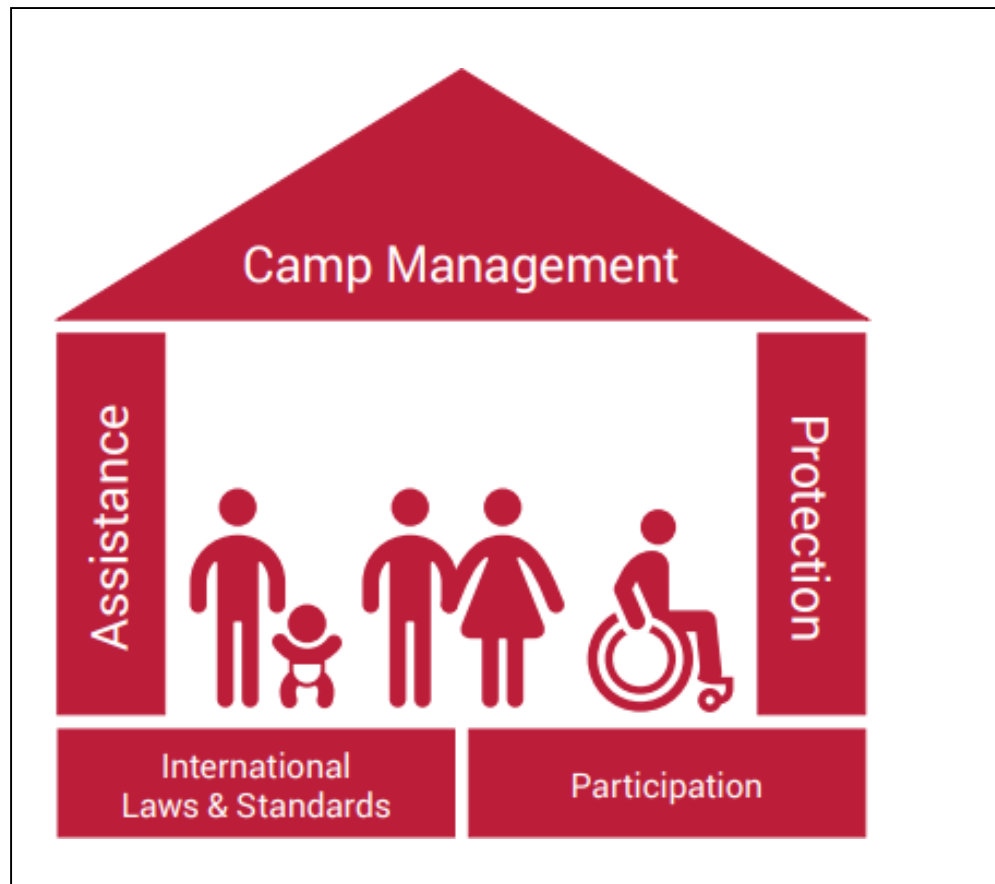 Camp Management
Assistance
Protection
International
Laws & Standards
Participation